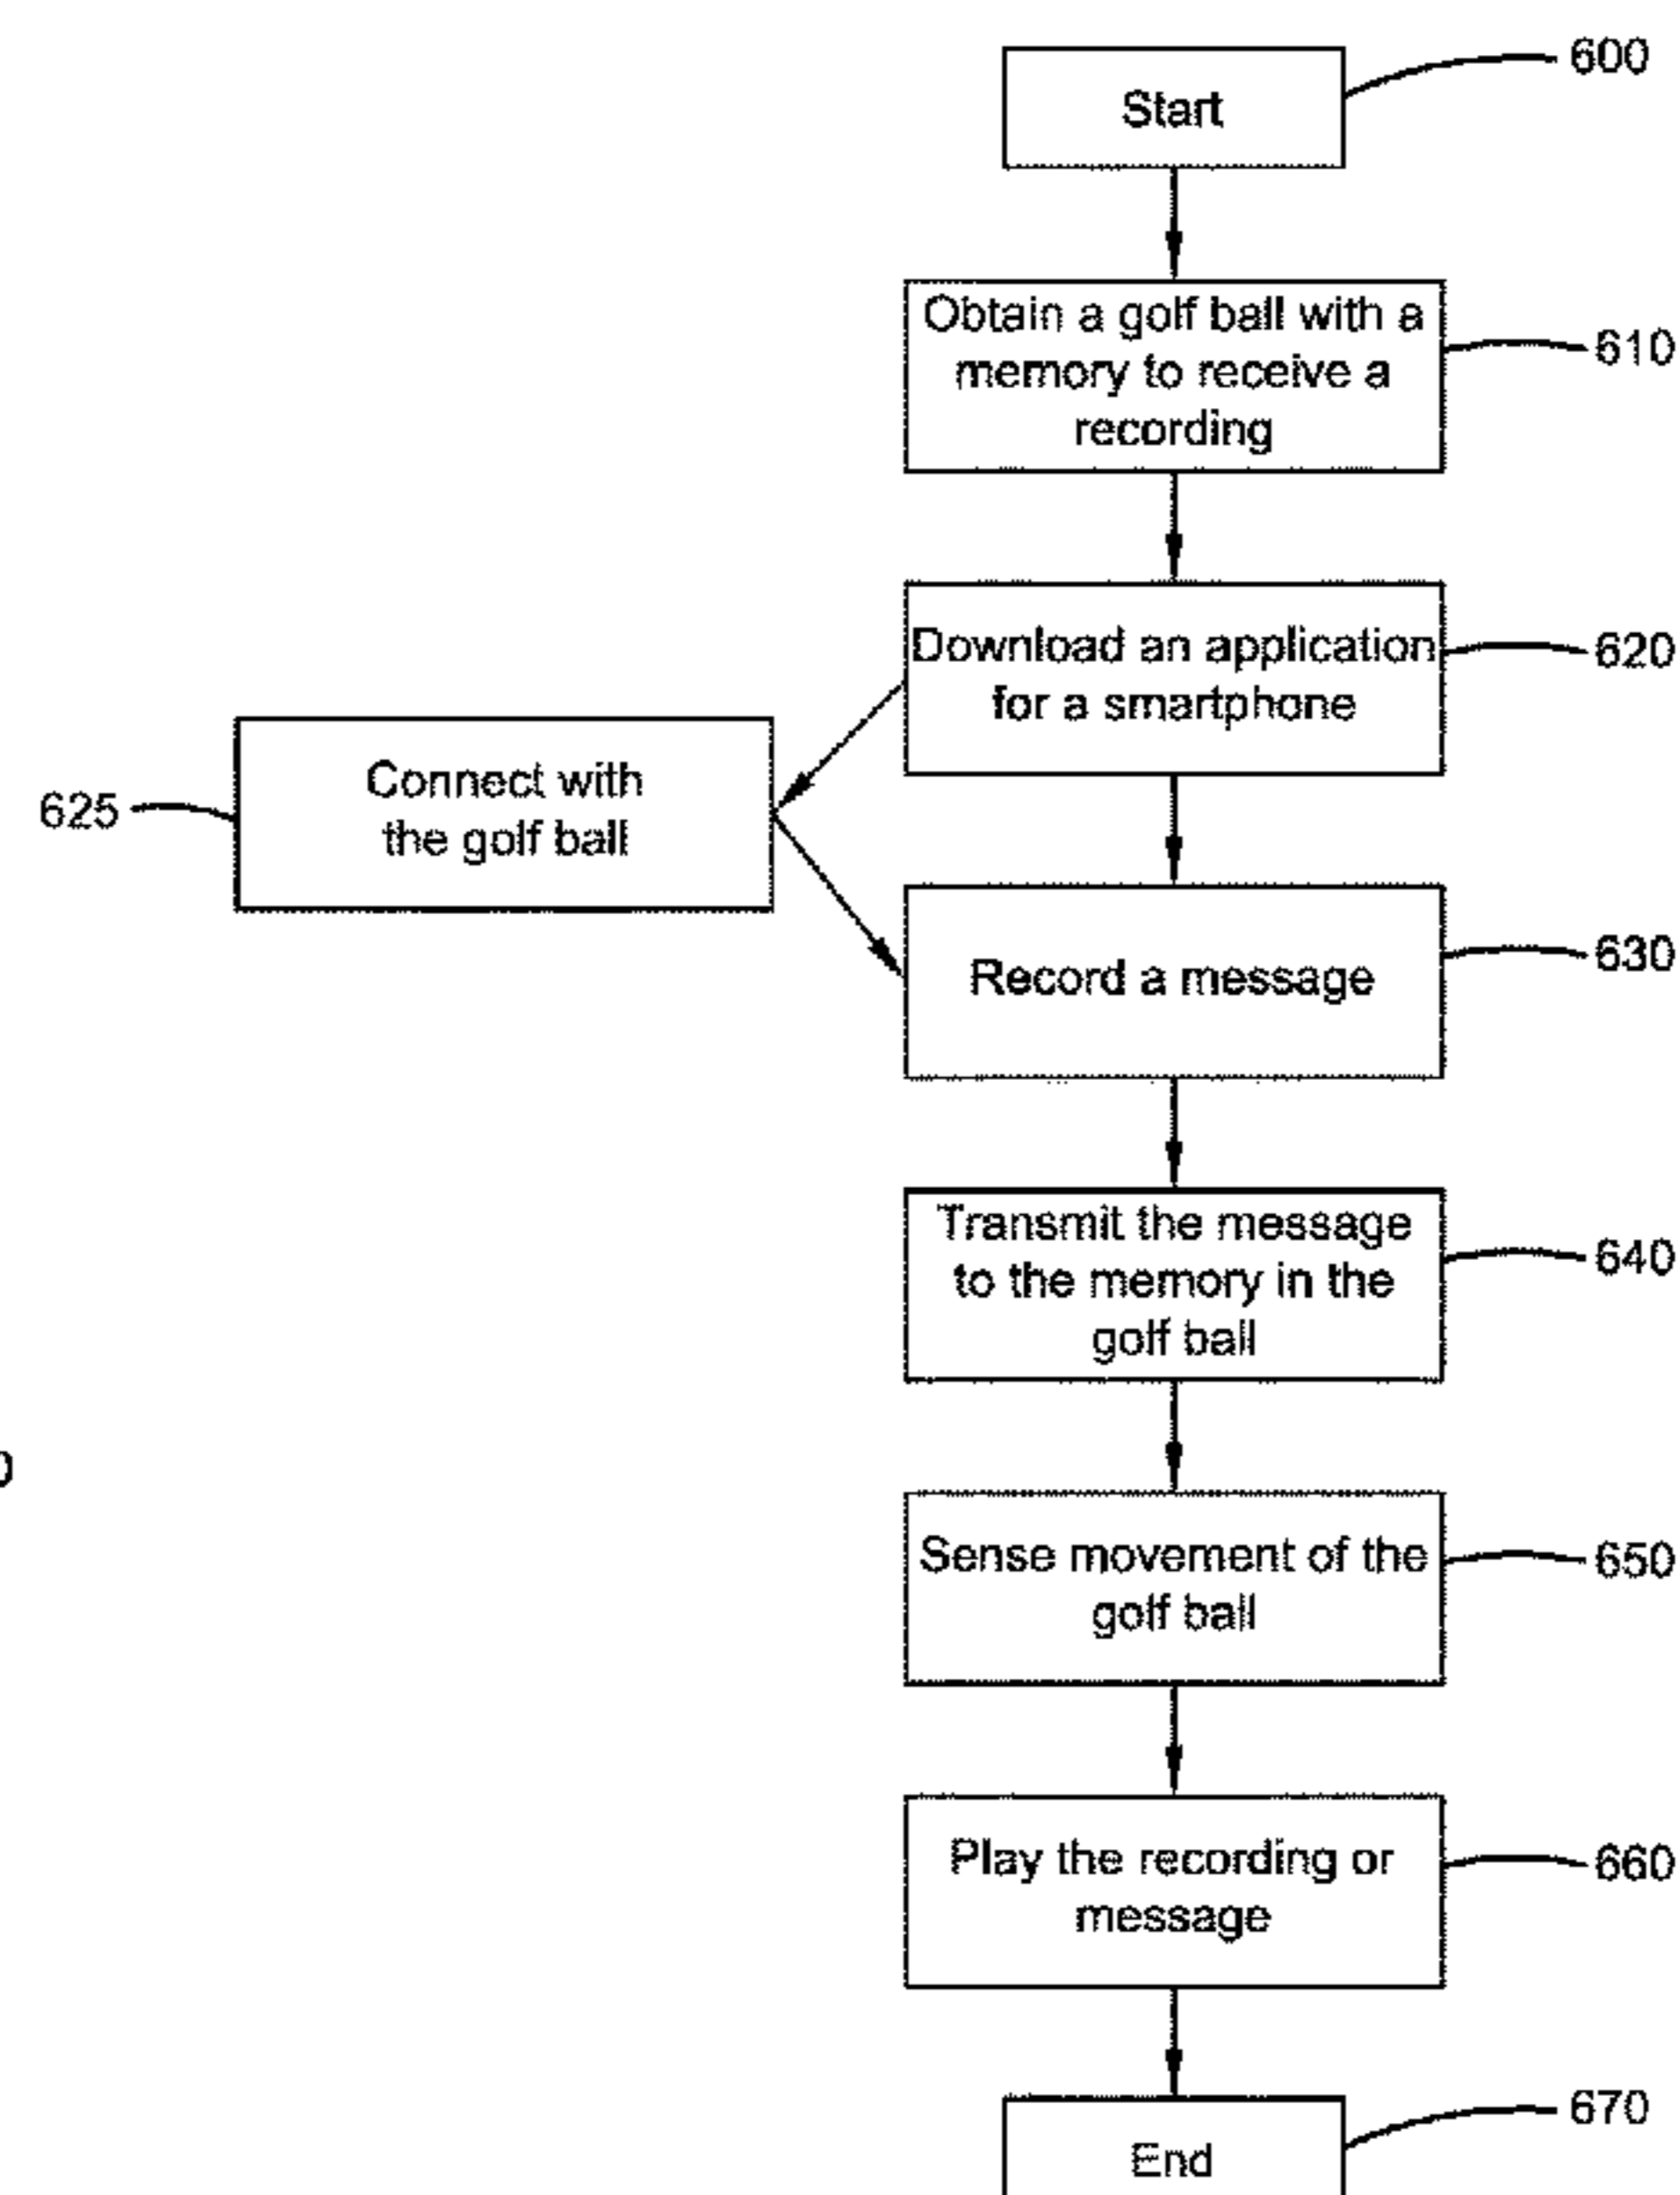 600
Start
Obtain a golf ball with a
memory to receive a
recording
610
Download an application
for a smartphone
620
Connect with
the golf ball
625
Record a message
630
Transmit the message
to the memory in the
golf ball
640
Sense movement of the
golf ball
650
Play the recording or
message
660
End
670